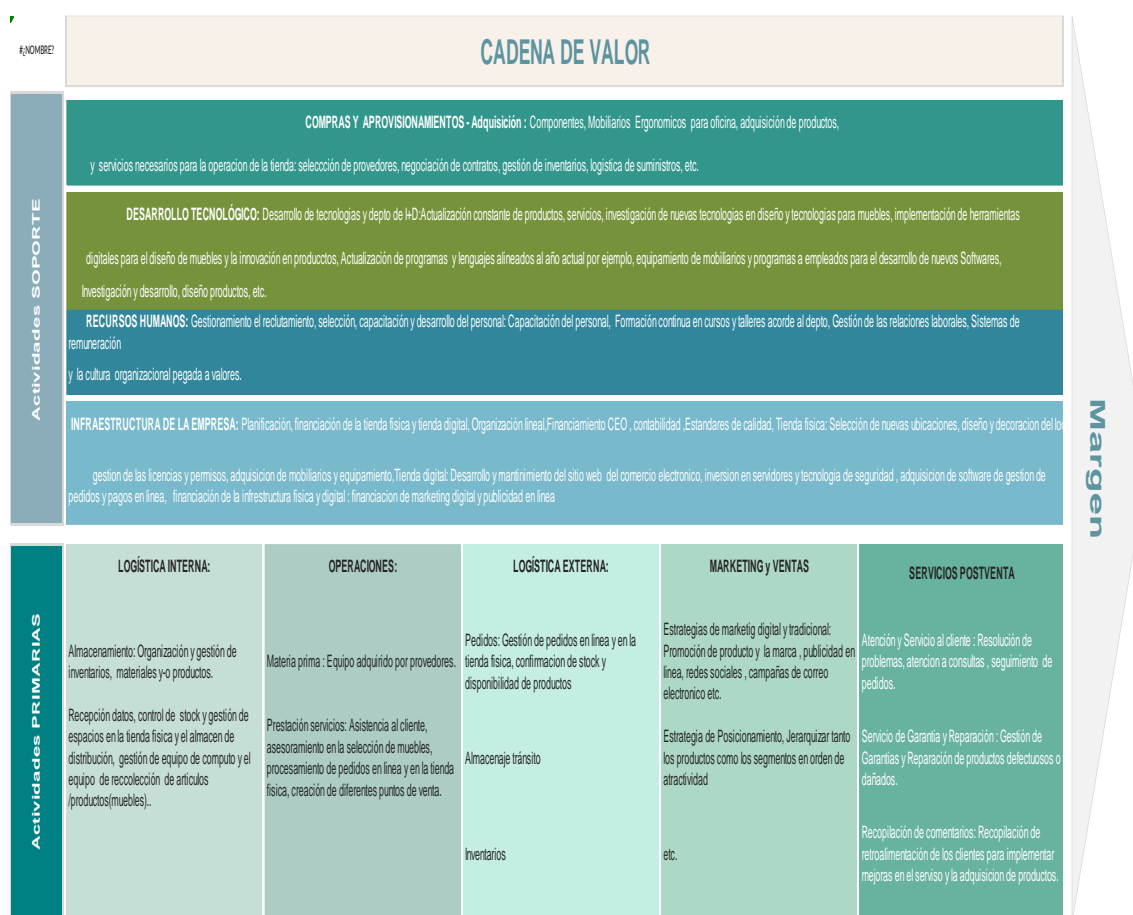 #¿NOMBRE?
CADENA DE VALOR
Actividades SOPORTE
COMPRAS Y APROVISIONAMIENTOS - Adquisición : Componentes, Mobiliarios Ergonomicos para oficina, adquisición de productos,
y servicios necesarios para la operacion de la tienda: seleccción de provedores, negociación de contratos, gestión de inventarios, logistica de suministros, etc.
DESARROLLO TECNOLÓGICO: Desarrollo de tecnologias y depto de I+D:Actualización constante de productos, servicios, investigación de nuevas tecnologias en diseño y tecnologias para muebles, implementación de herramientas
digitales para el diseño de muebles y la innovación en producctos, Actualización de programas y lenguajes alineados al año actual por ejemplo, equipamiento de mobiliarios y programas a empleados para el desarrollo de nuevos Softwares,
Investigación y desarrollo, diseño productos, etc.
RECURSOS HUMANOS: Gestionamiento el reclutamiento, selección, capacitación y desarrollo del personal: Capacitación del personal, Formación continua en cursos y talleres acorde al depto, Gestión de las relaciones laborales, Sistemas de
remuneración
y la cultura organizacional pegada a valores.
INFRAESTRUCTURA DE LA EMPRESA: Planificación, financiación de la tienda fisica y tienda digital, Organización lineal,Financiamiento CEO , contabilidad ,Estandares de calidad, Tienda fisica: Selección de nuevas ubicaciones, diseño y decoracion del
gestion de las licencias y permisos, adquisicion de mobiliarios y equipamiento,Tienda digital: Desarrollo y mantinimiento del sitio web del comercio electronico, inversion en servidores y tecnologia de seguridad , adquisicion de software de gestion de
pedidos y pagos en linea, financiación de la infrestructura fisica y digital : financiacion de marketing digital y publicidad en linea
Margen
Actividades PRIMARIAS
LOGÍSTICA INTERNA:
Almacenamiento: Organización y gestión de
inventarios, materiales y-o productos.
Recepción datos, control de stock y gestión de
espacios en la tienda fisica y el almacen de
distribución, gestión de equipo de computo y el
equipo de reccolección de articulos
/productos(muebles)..
OPERACIONES:
Materia prima : Equipo adquirido por provedores.
Prestación servicios: Asistencia al cliente,
asesoramiento en la selección de muebles,
procesamiento de pedidos en linea y en la tienda
fisica, creación de diferentes puntos de venta.
LOGÍSTICA EXTERNA:
Pedidos: Gestión de pedidos en linea y en la
tienda fisica, confirmacion de stock y
disponibilidad de productos
Almacenaje tránsito
Inventarios
MARKETING y VENTAS
Estrategias de marketig digital y tradicional:
Promoción de producto y la marca , publicidad en
linea, redes sociales , campañas de correo
electronico etc.
Estrategia de Posicionamiento, Jerarquizar tanto
los productos como los segmentos en orden de
atractividad
etc.
SERVICIOS POSTVENTA
Atención y Servicio al cliente : Resolución de
problemas, atencion a consultas , seguimiento de
pedidos.
Servicio de Garantia y Reparación : Gestión de
Garantias y Reparación de productos defectuosos o
dañados.
Recopilación de comentarios: Recopilación de
retroalimentación de los clientes para implementar
mejoras en el serviso y la adquisicion de productos.